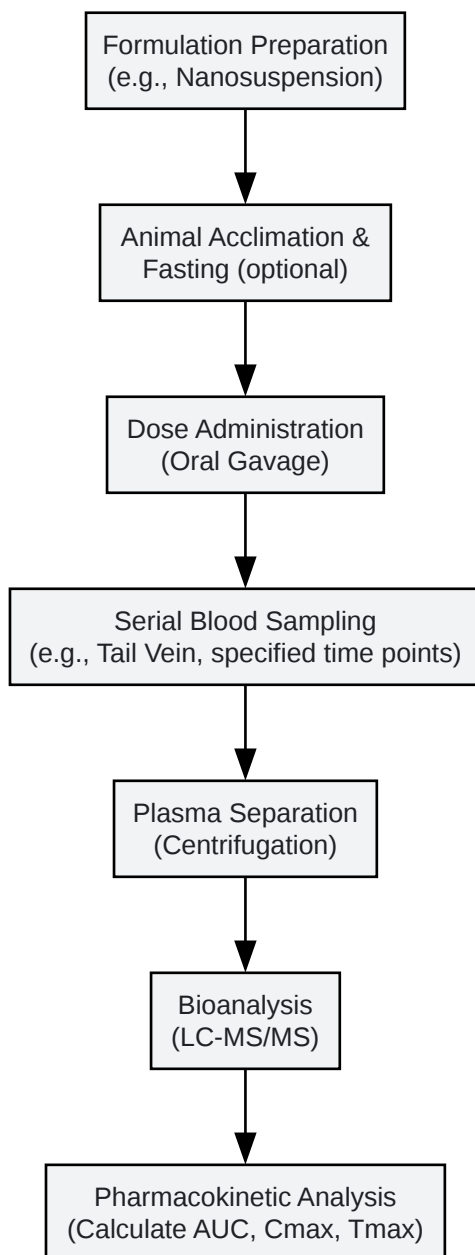 Formulation Preparation
(e.g., Nanosuspension)
Animal Acclimation &
Fasting (optional)
Dose Administration
(Oral Gavage)
Serial Blood Sampling
(e.g., Tail Vein, specified time points)
Plasma Separation
(Centrifugation)
Bioanalysis
(LC-MS/MS)
Pharmacokinetic Analysis
(Calculate AUC, Cmax, Tmax)